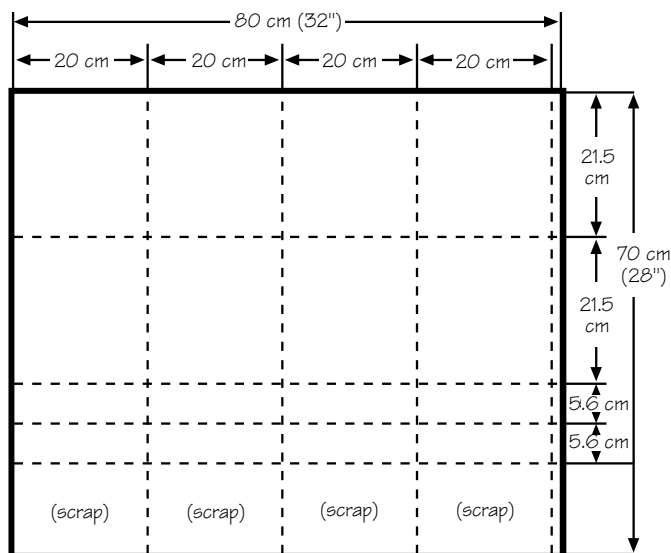 80 cm (32")
20 cm 20 cm 20 cm 20 cm
21.5
cm
70 cm
(28")
21.5
cm
5.6 cm
5.6 cm
(scrap) (scrap) (scrap) (scrap)